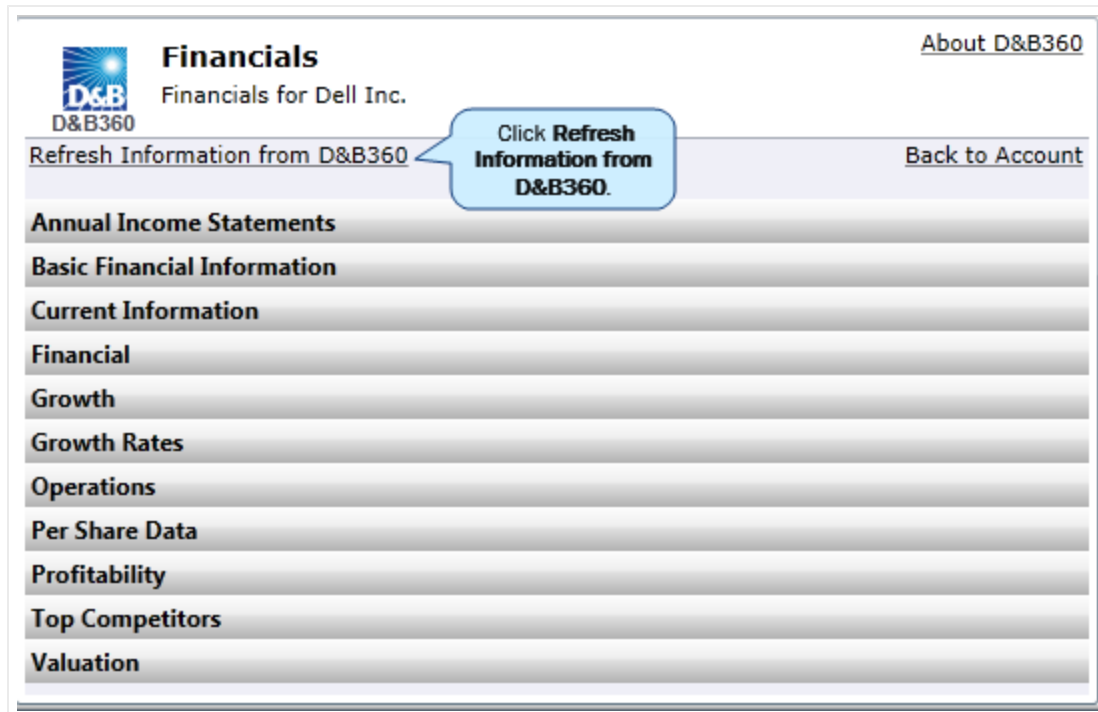 Financials
About D&B360
Financials for Dell Inc.
D&B
D&B360
Click Refresh
Information from
D&B360.
Refresh Information from D&B360
Back to Account
Annual Income Statements
Basic Financial Information
Current Information
Financial
Growth
Growth Rates
Operations
Per Share Data
Profitability
Top Competitors
Valuation